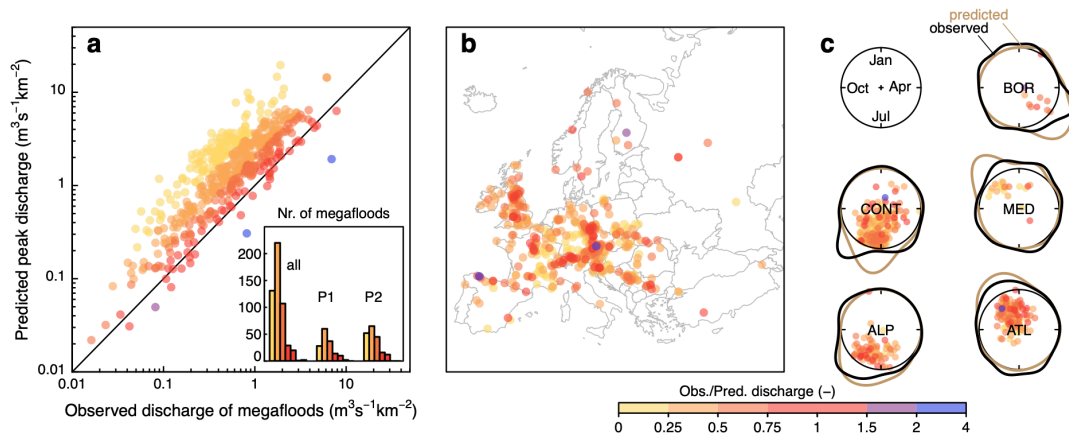 a
Predicted peak discharge (m³s⁻¹km⁻²)
10
1
0.1
0.01
0.01
0.1
1
10
Observed discharge of megafloods (m³s⁻¹km⁻²)
Nr. of megafloods
200
150
100
50
0
all
P1
P2
b
c
predicted
observed
Jan
Oct + Apr
Jul
BOR
CONT
MED
ALP
ATL
Obs./Pred. discharge (–)
0 0.25 0.5 0.75 1 1.5 2 4